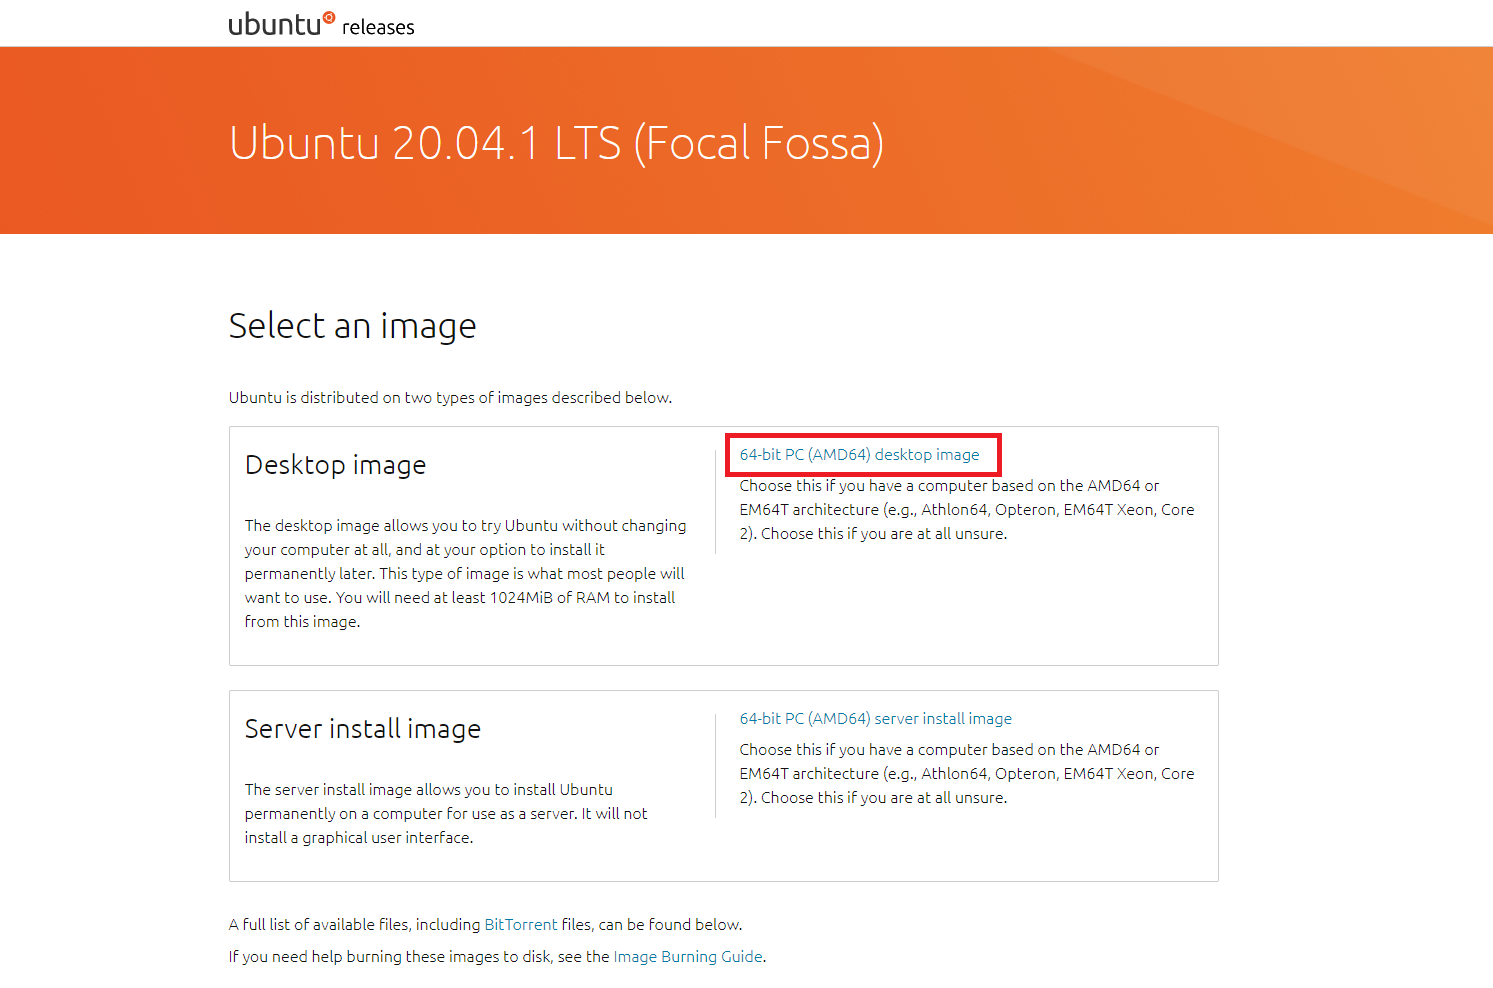 ubuntu releases
Ubuntu 20.04.1 LTS (Focal Fossa)
Select an image
Ubuntu is distributed on two types of images described below.
Desktop image
The desktop image allows you to try Ubuntu without changing
your computer at all, and at your option to install it
permanently later. This type of image is what most people will
want to use. You will need at least 1024MiB of RAM to install
from this image.
64-bit PC (AMD64) desktop image
Choose this if you have a computer based on the AMD64 or
EM64T architecture (e.g., Athlon64, Opteron, EM64T Xeon, Core
2). Choose this if you are at all unsure.
Server install image
The server install image allows you to install Ubuntu
permanently on a computer for use as a server. It will not
install a graphical user interface.
64-bit PC (AMD64) server install image
Choose this if you have a computer based on the AMD64 or
EM64T architecture (e.g., Athlon64, Opteron, EM64T Xeon, Core
2). Choose this if you are at all unsure.
A full list of available files, including BitTorrent files, can be found below.
If you need help burning these images to disk, see the Image Burning Guide.